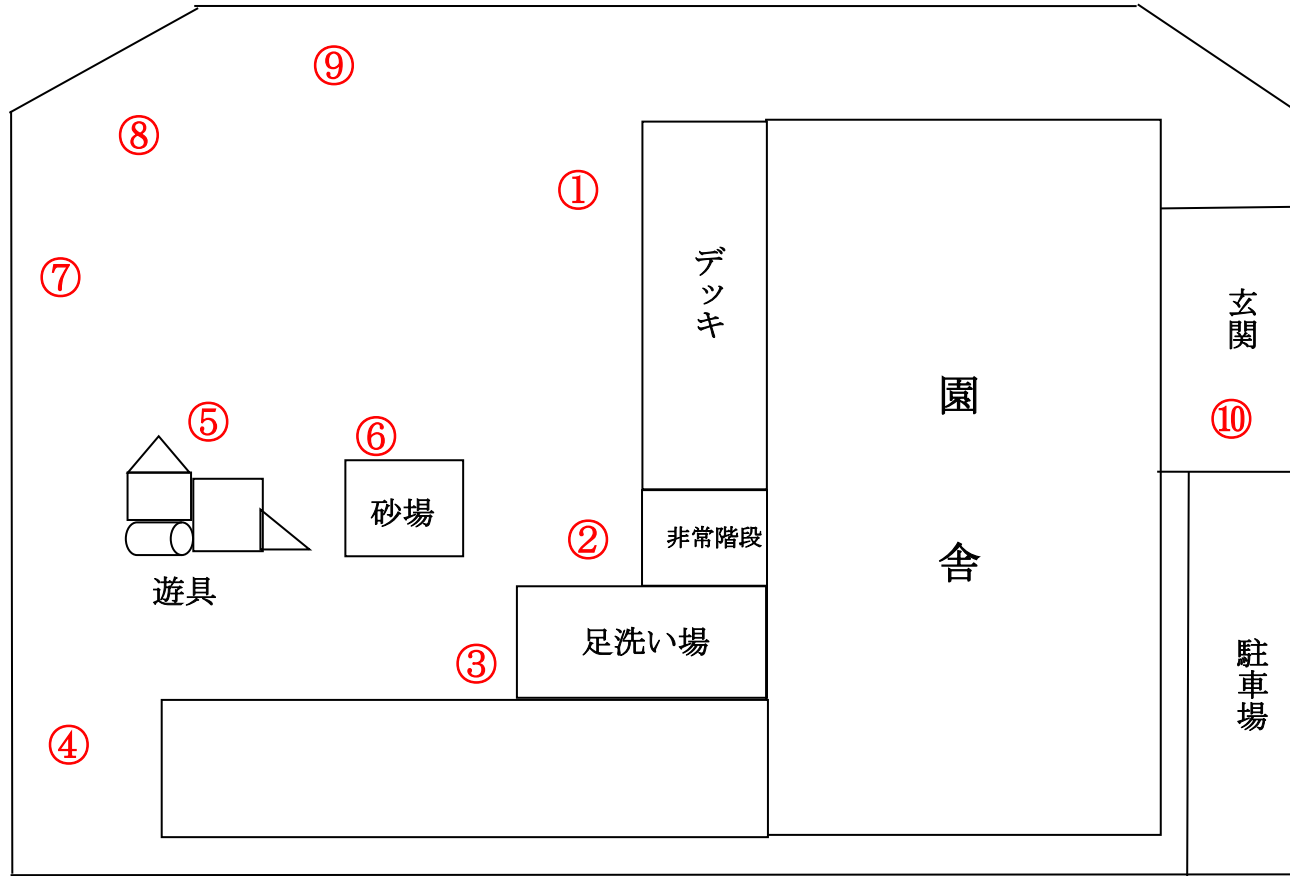 ⑨
⑧
①
⑦
デッキ
玄関
園舎
⑩
⑤
⑥
砂場
②
非常階段
遊具
足洗い場
③
駐車場
④